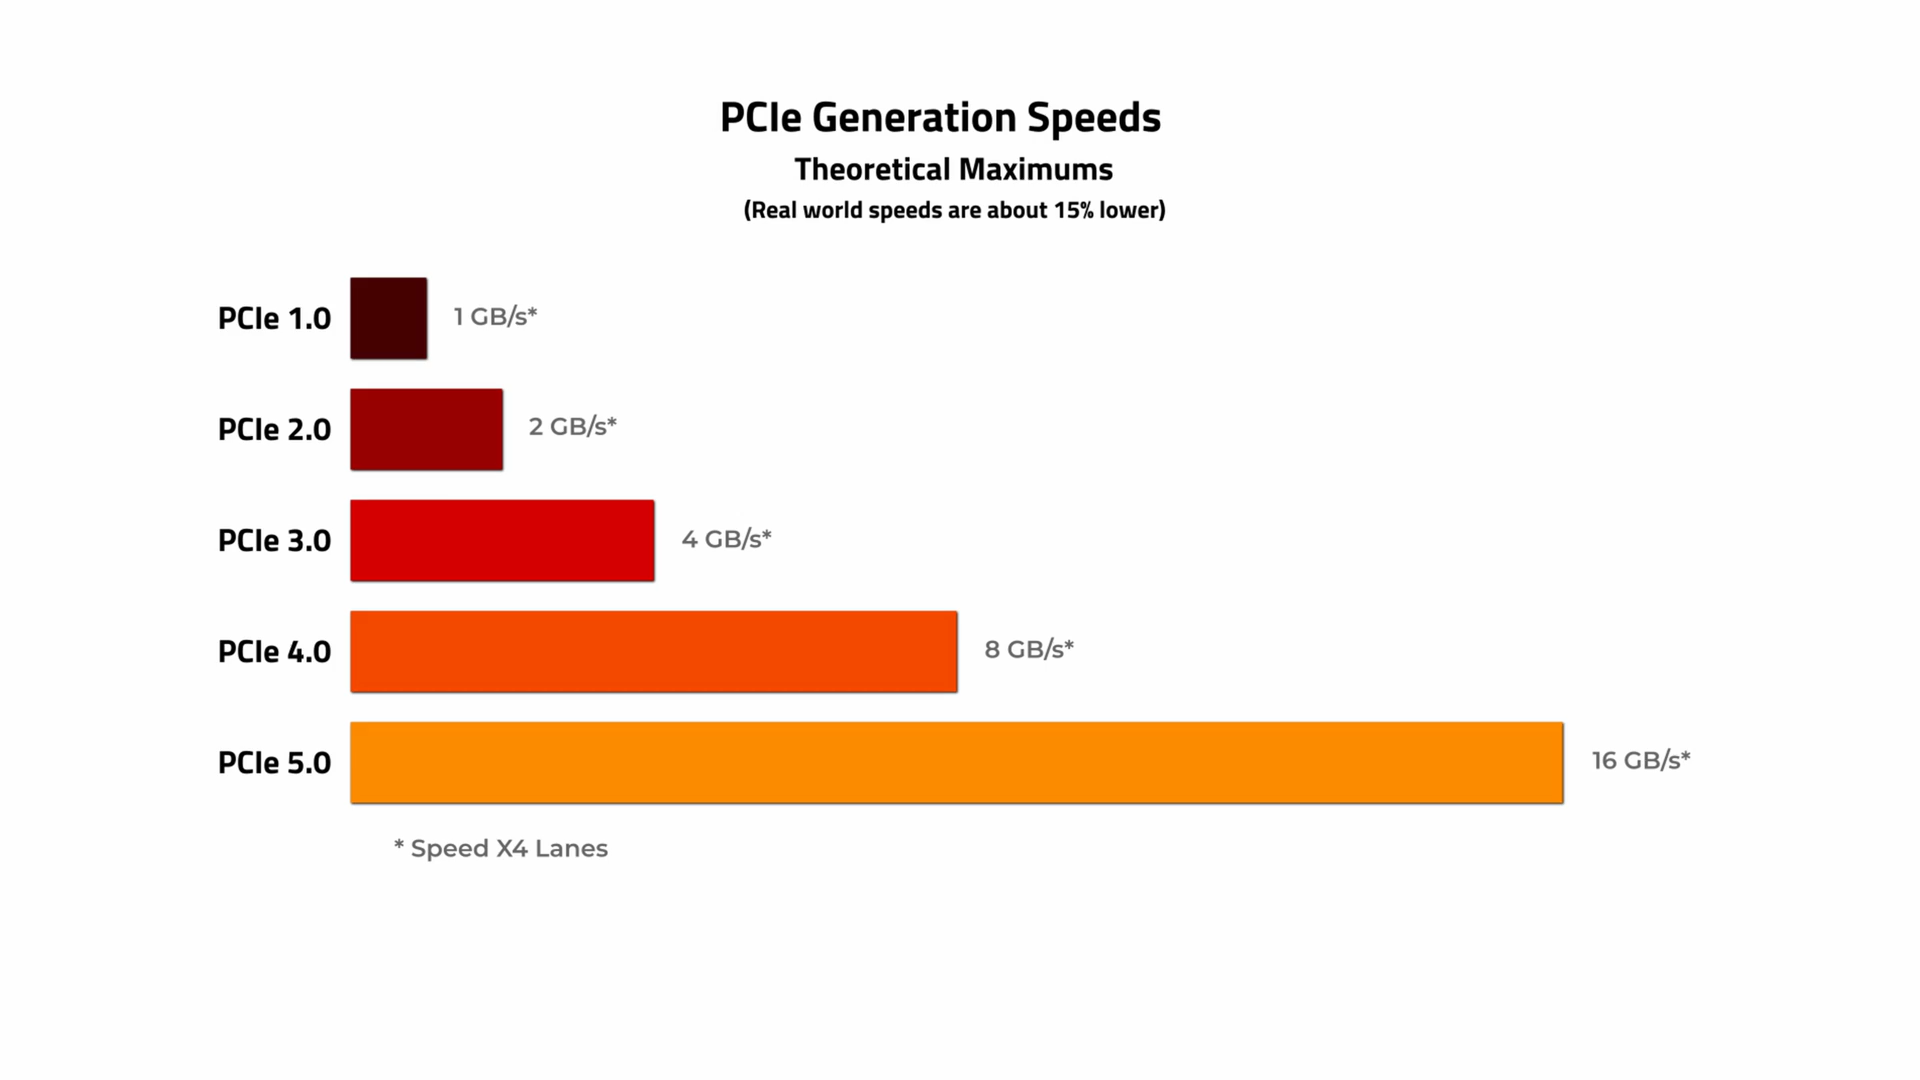 PCIe Generation Speeds
Theoretical Maximums
(Real world speeds are about 15% lower)
PCIe 1.0 1 GB/s*
PCIe 2.0 2 GB/s*
PCIe 3.0 4 GB/s*
PCIe 4.0 8 GB/s*
PCIe 5.0 16 GB/s*
* Speed X4 Lanes